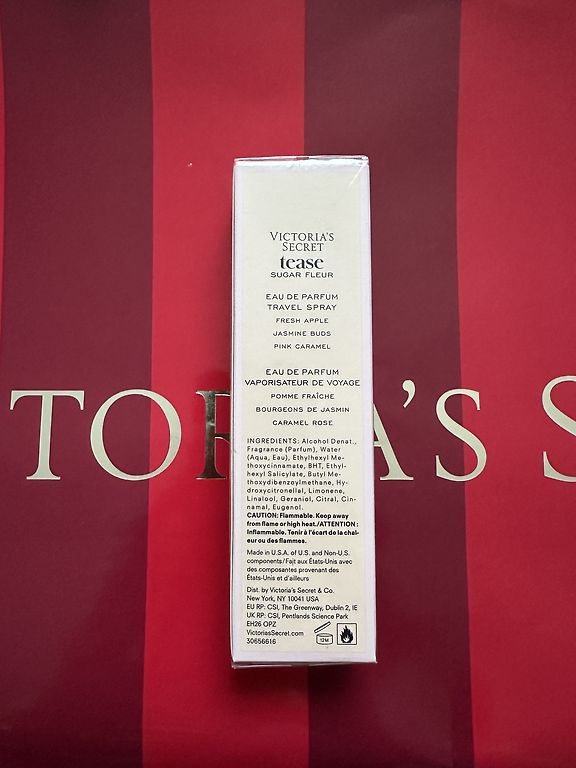 VICTORIA'S
SECRET
tease
SUGAR FLEUR
EAU DE PARFUM
TRAVEL SPRAY
FRESH APPLE
JASMINE BUDS
PINK CARAMEL
EAU DE PARFUM
VAPORISATEUR DE VOYAGE
POMME FRAÎCHE
BOURGEONS DE JASMIN
CARAMEL ROSE
TOR A'S S
INGREDIENTS: Alcohol Denat.,
Fragrance (Parfum), Water
(Aqua, Eau), Ethylhexyl Me-
thoxycinnamate, BHT, Ethyl-
hexyl Salicylate, Butyl Me-
thoxydibenzoylmethane, Hy-
droxycitronellal, Limonene,
Linalool, Geraniol, Citral, Cin-
namal, Eugenol.
CAUTION: Flammable. Keep away
from flame or high heat./ATTENTION :
Inflammable. Tenir à l'écart de la chal-
eur ou des flammes.
Made in U.S.A. of U.S. and Non-U.S.
components/Fait aux États-Unis avec
des composantes provenant des
États-Unis et d'ailleurs
Dist. by Victoria's Secret & Co.
New York, NY 10041 USA
EU RP: CSI, The Greenway, Dublin 2, IE
UK RP: CSI, Pentlands Science Park
EH26 OPZ
VictoriasSecret.com
30656616
12M